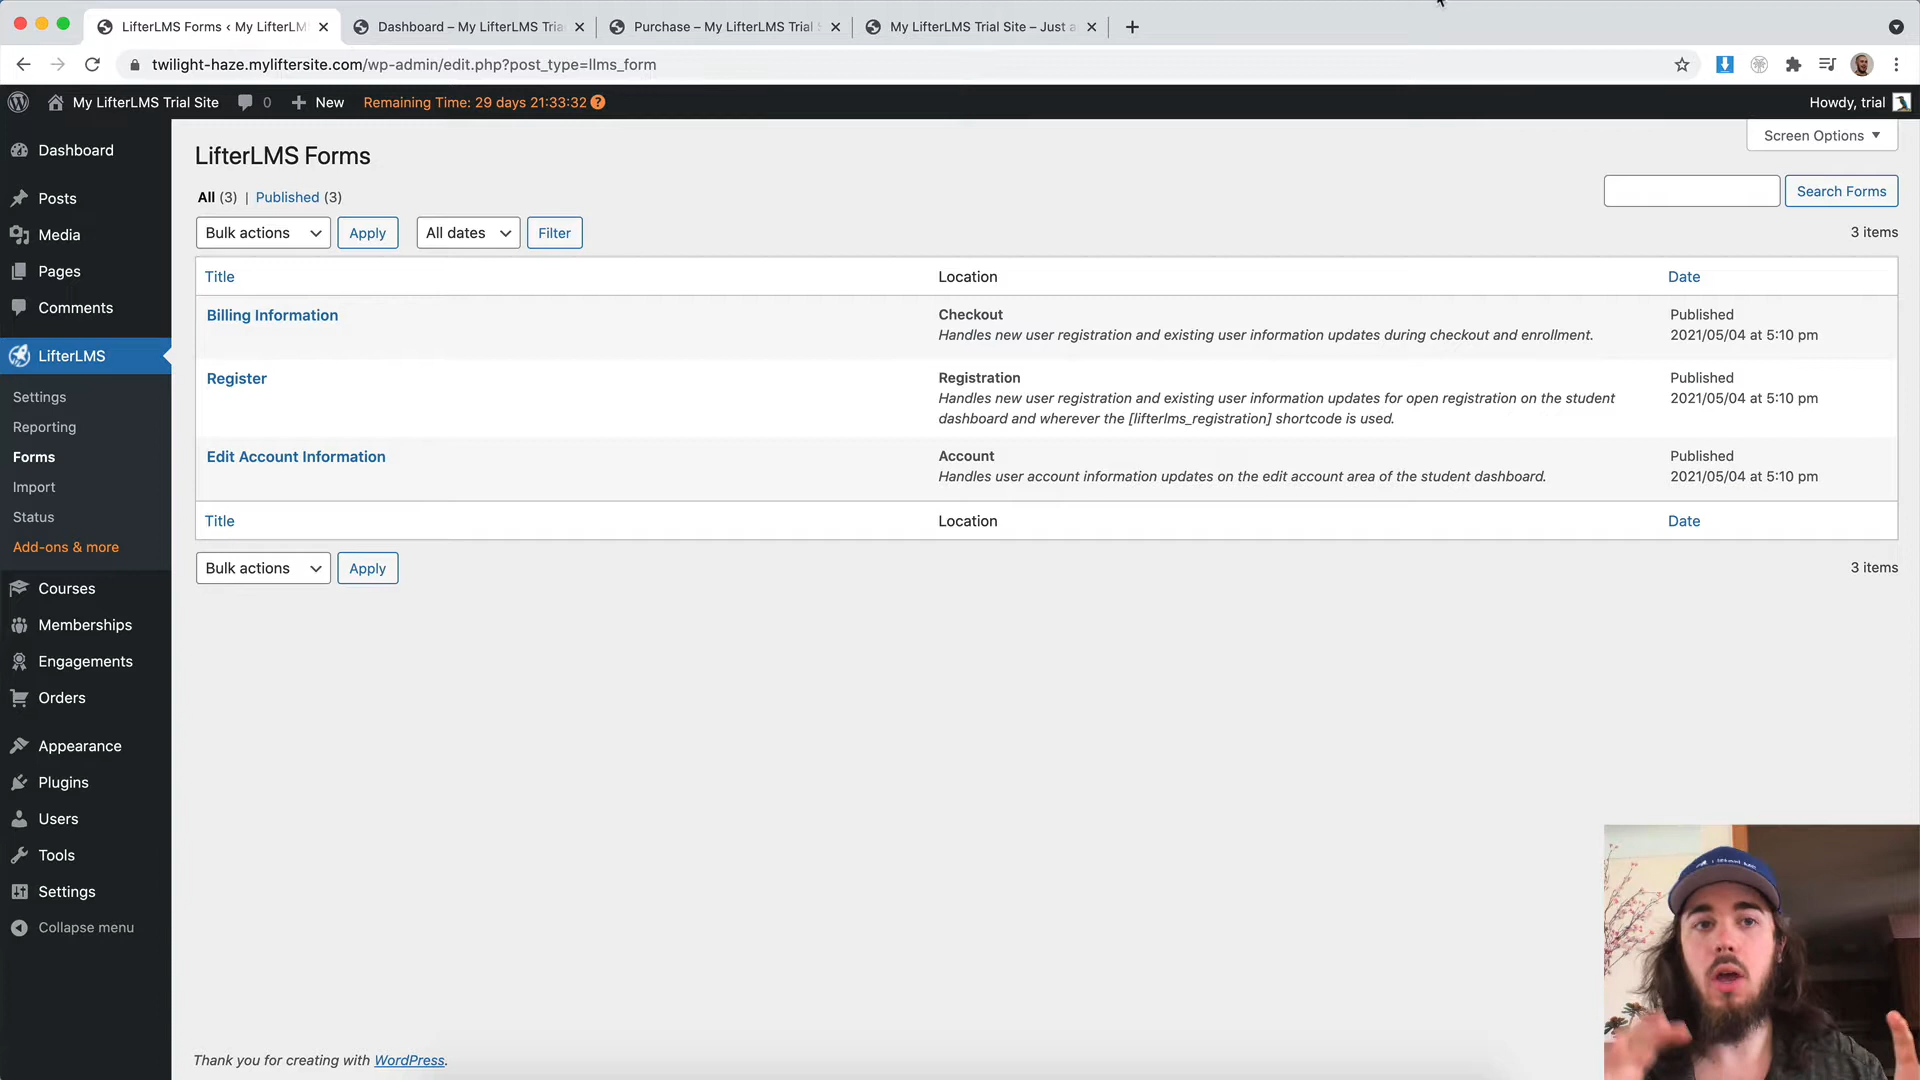 LifterLMS Forms ‹ My LifterLM
Dashboard – My LifterLMS Tria
Purchase – My LifterLMS Trial S
My LifterLMS Trial Site – Just a
twilight-haze.myliftersite.com/wp-admin/edit.php?post_type=llms_form
My LifterLMS Trial Site
0
New
Remaining Time: 29 days 21:33:32
Howdy, trial
Dashboard
Posts
Media
Pages
Comments
LifterLMS
Settings
Reporting
Forms
Import
Status
Add-ons & more
Courses
Memberships
Engagements
Orders
Appearance
Plugins
Users
Tools
Settings
Collapse menu
Screen Options ▼
LifterLMS Forms
All (3) | Published (3)
Search Forms
Bulk actions
Apply
All dates
Filter
3 items
Title
Location
Date
Billing Information
Checkout
Handles new user registration and existing user information updates during checkout and enrollment.
Published
2021/05/04 at 5:10 pm
Register
Registration
Handles new user registration and existing user information updates for open registration on the student
dashboard and wherever the [lifterlms_registration] shortcode is used.
Published
2021/05/04 at 5:10 pm
Edit Account Information
Account
Handles user account information updates on the edit account area of the student dashboard.
Published
2021/05/04 at 5:10 pm
Title
Location
Date
Bulk actions
Apply
3 items
Thank you for creating with WordPress.